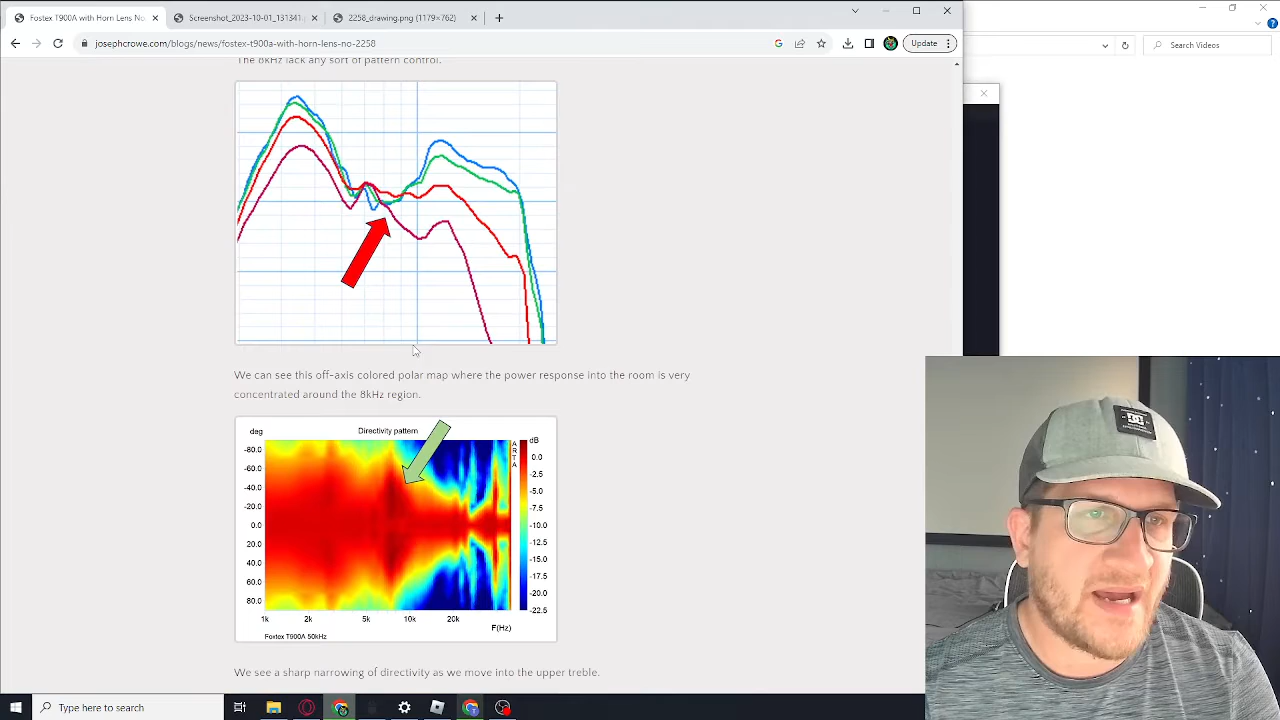 Fostex T900A with Horn Lens No.
Screenshot_2023-10-01_131341.
2258_drawing.png (1179×762)
josephcrowe.com/blogs/news/fostex-t900a-with-horn-lens-no-2258
Update
Search Videos
The 8kHz lack any sort of pattern control.
We can see this off-axis colored polar map where the power response into the room is very
concentrated around the 8kHz region.
deg
Directivity pattern
A
R
T
A
dB
-80.0
-60.0
-40.0
-20.0
0.0
20.0
40.0
60.0
80.0
0.0
-2.5
-5.0
-7.5
-10.0
-12.5
-15.0
-17.5
-20.0
-22.5
1k 2k 5k 10k 20k
F(Hz)
Foxtex T900A 50kHz
We see a sharp narrowing of directivity as we move into the upper treble.
Type here to search